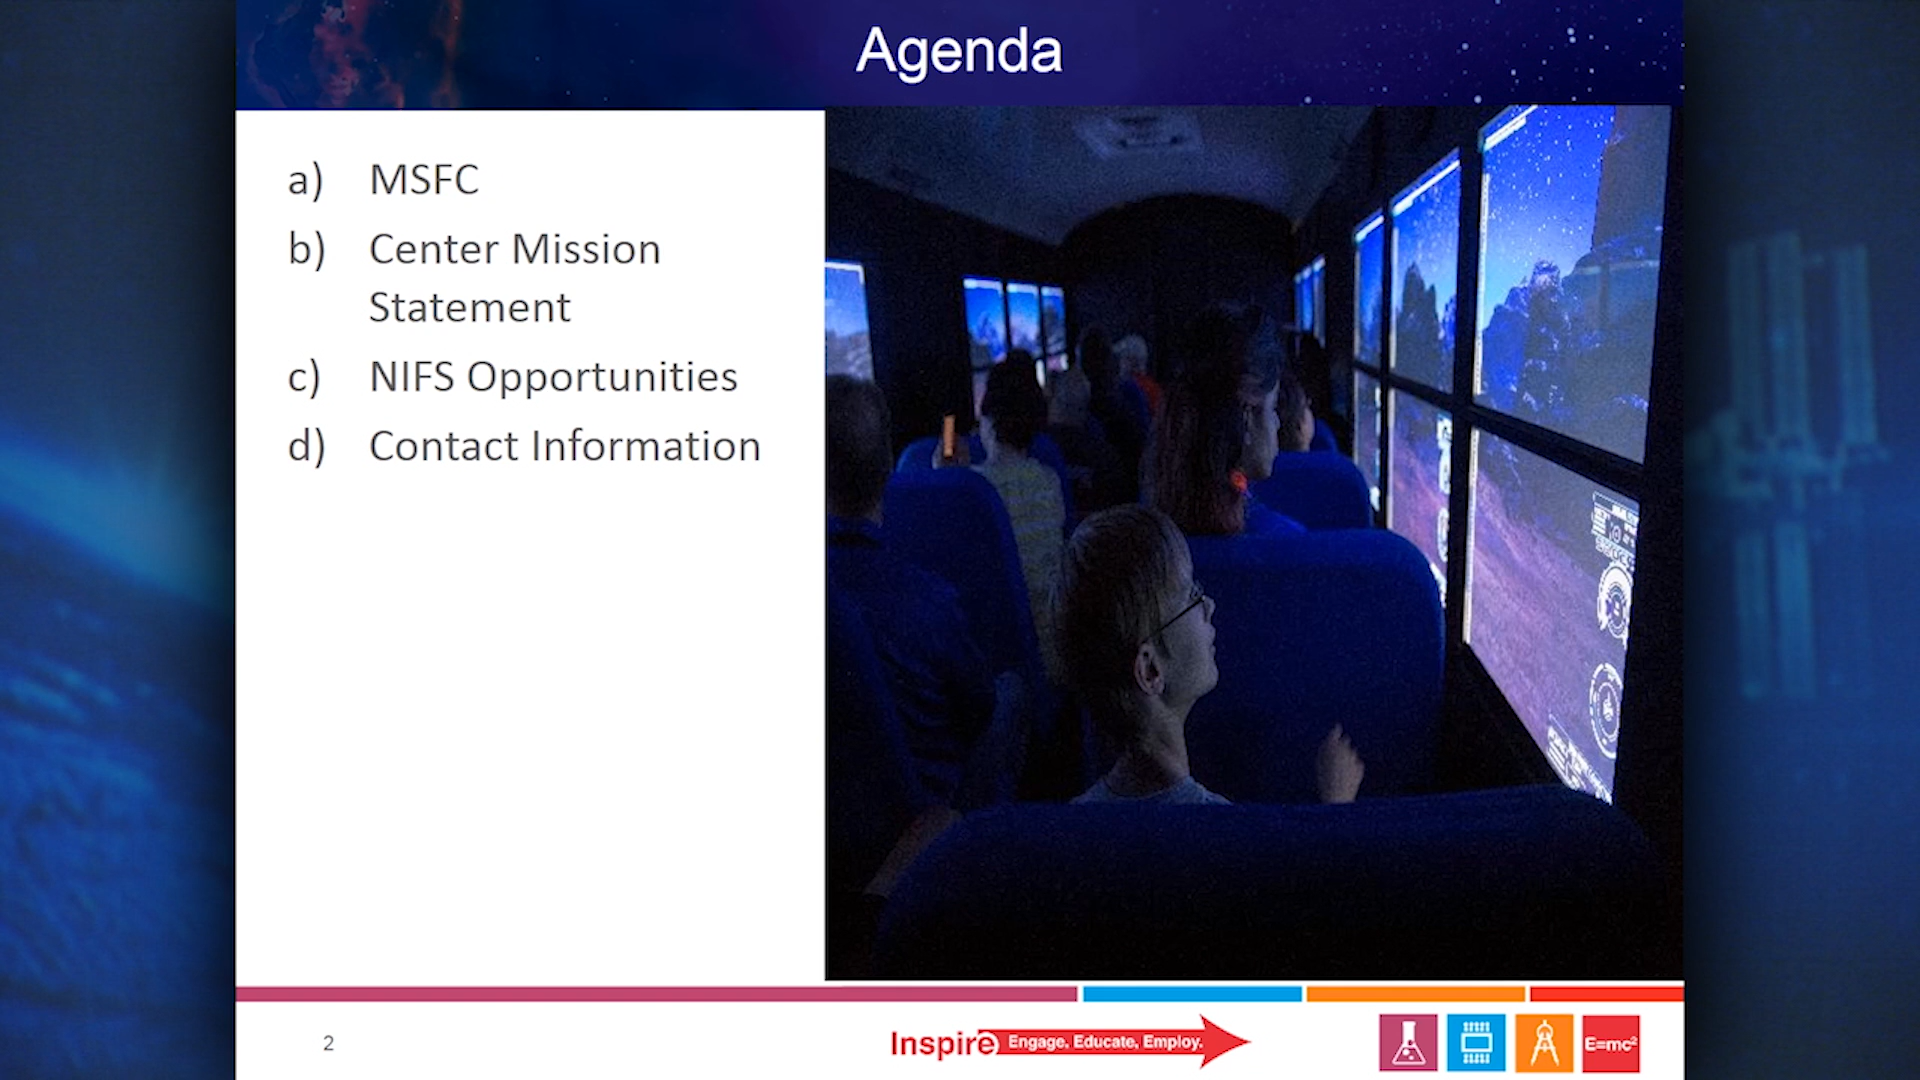 Agenda
a) MSFC
b) Center Mission
Statement
c) NIFS Opportunities
d) Contact Information
2
Inspire Engage. Educate. Employ.
E=mc²